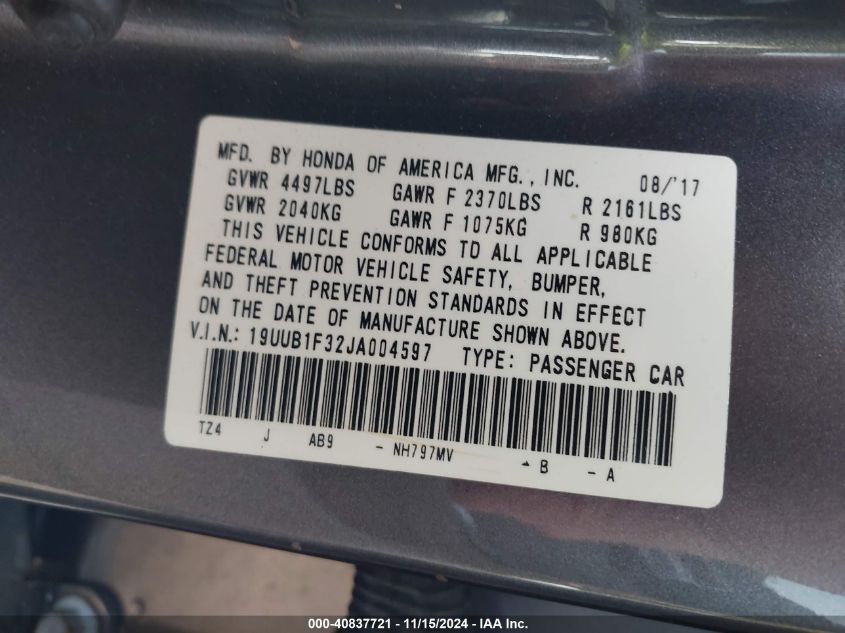 MFD. BY HONDA OF AMERICA MFG., INC. 08/'17
GVWR 4497LBS GAWR F 2370LBS R 2161LBS
GVWR 2040KG GAWR F 1075KG R 980KG
THIS VEHICLE CONFORMS TO ALL APPLICABLE
FEDERAL MOTOR VEHICLE SAFETY, BUMPER,
AND THEFT PREVENTION STANDARDS IN EFFECT
ON THE DATE OF MANUFACTURE SHOWN ABOVE.
V.I.N.: 19UUB1F32JA004597 TYPE: PASSENGER CAR
TZ4 J AB9 - NH797MV - B - A
000-40837721 - 11/15/2024 - IAA Inc.